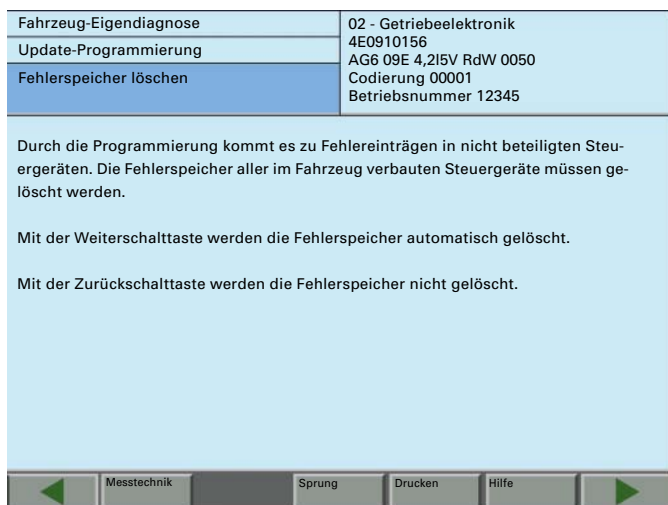 Fahrzeug-Eigendiagnose
Update-Programmierung
Fehlerspeicher löschen
02 - Getriebeelektronik
4E0910156
AG6 09E 4,2l5V RdW 0050
Codierung 00001
Betriebsnummer 12345
Durch die Programmierung kommt es zu Fehlereinträgen in nicht beteiligten Steu-
ergeräten. Die Fehlerspeicher aller im Fahrzeug verbauten Steuergeräte müssen ge-
löscht werden.
Mit der Weiterschalttaste werden die Fehlerspeicher automatisch gelöscht.
Mit der Zurückschalttaste werden die Fehlerspeicher nicht gelöscht.
Messtechnik
Sprung
Drucken
Hilfe